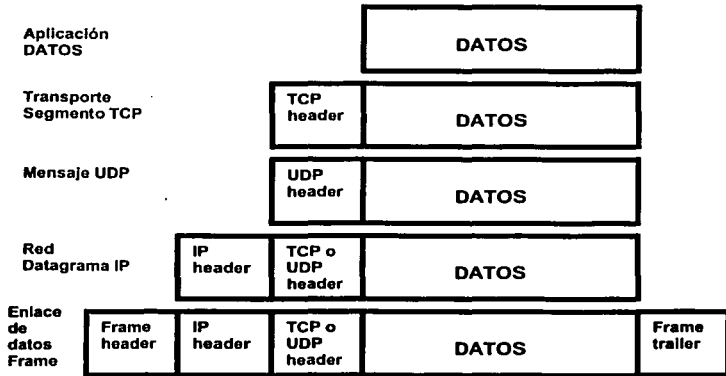 Aplicación
DATOS
DATOS
Transporte
Segmento TCP
TCP
header
DATOS
Mensaje UDP
UDP
header
DATOS
Red
Datagrama IP
IP
header
TCP o
UDP
header
DATOS
Enlace
de
datos
Frame
Frame
header
IP
header
TCP o
UDP
header
DATOS
Frame
trailer